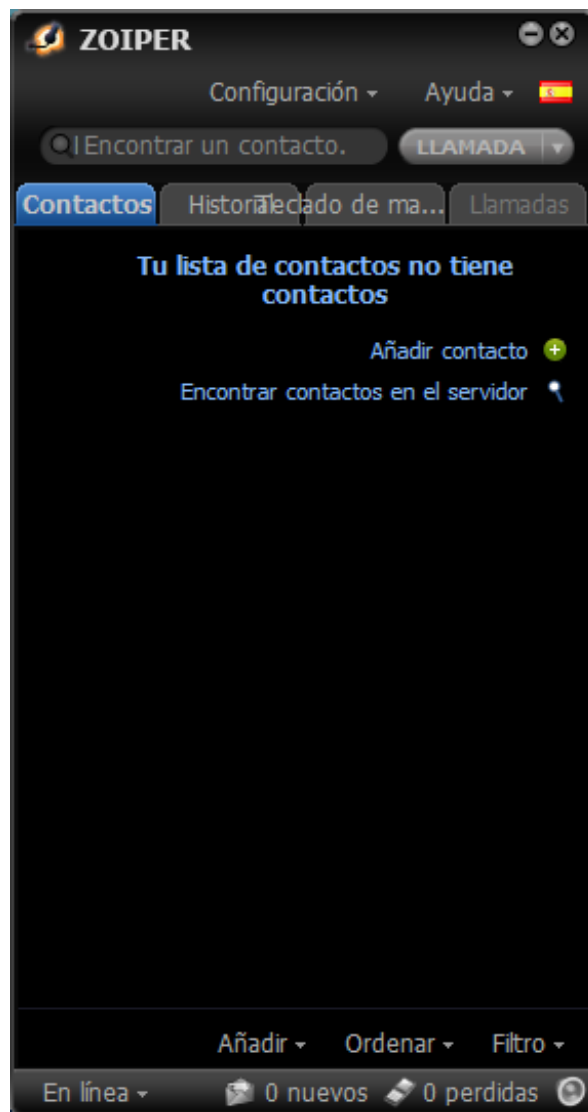 ZOIPER
Configuración Ayuda
Encontrar un contacto. LLAMADA
Contactos Historial Teclado de ma... Llamadas
Tu lista de contactos no tiene
contactos
Añadir contacto
Encontrar contactos en el servidor
Añadir Ordenar Filtro
En línea 0 nuevos 0 perdidas